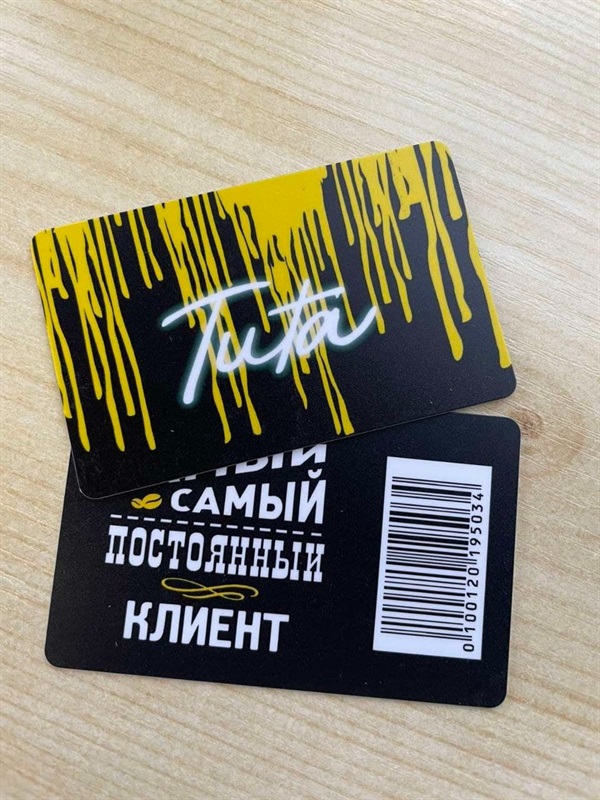 Tuta
САМЫЙ
ПОСТОЯННЫЙ
КЛИЕНТ
0100120195034